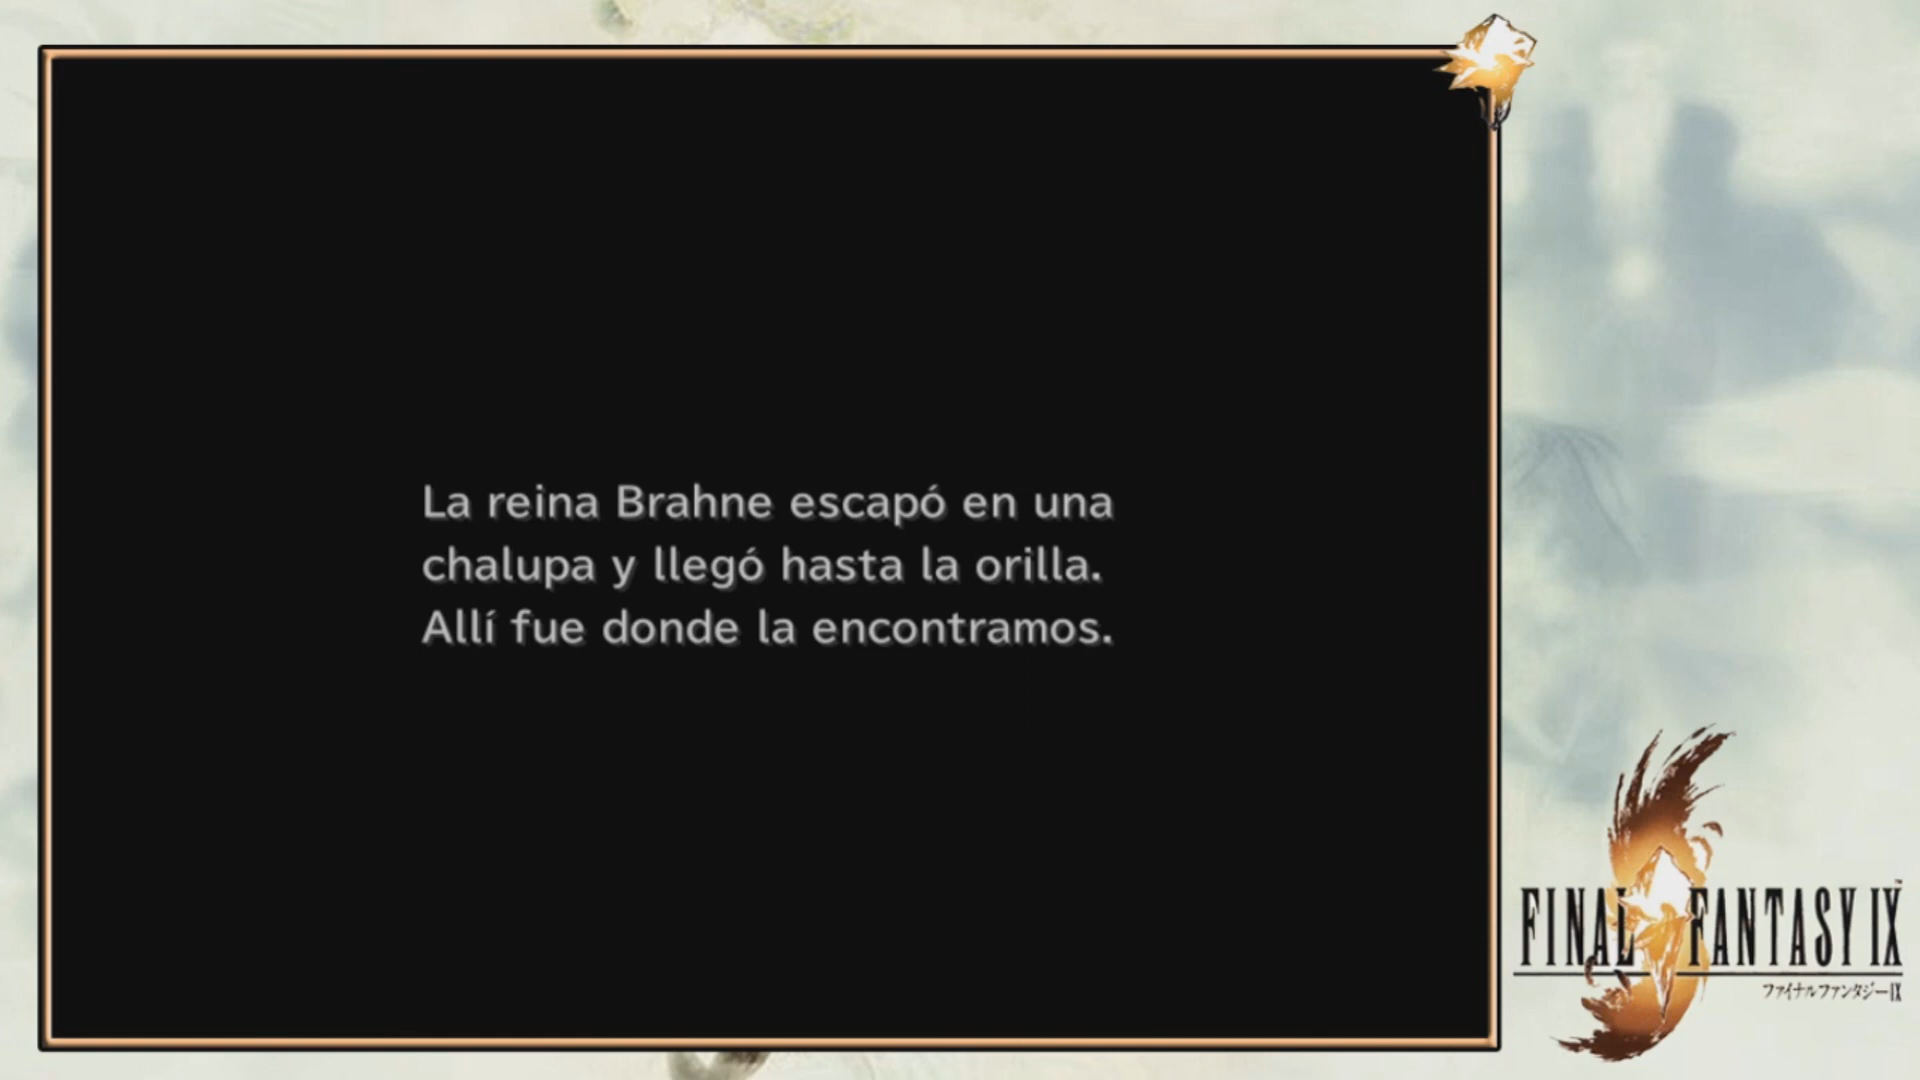 La reina Brahne escapó en una
chalupa y llegó hasta la orilla.
Allí fue donde la encontramos.
FINAL FANTASY IX
ファイナルファンタジーIX